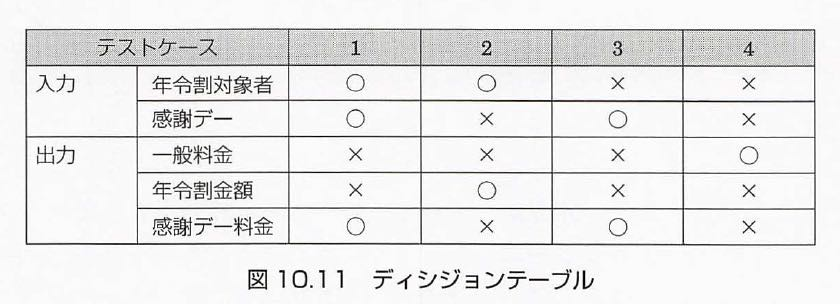 テストケース 1 2 3 4
入力 年令割対象者 ○ ○ × ×
感謝デー ○ × ○ ×
出力 一般料金 × × × ○
年令割金額 × ○ × ×
感謝デー料金 ○ × ○ ×
図 10.11 ディシジョンテーブル